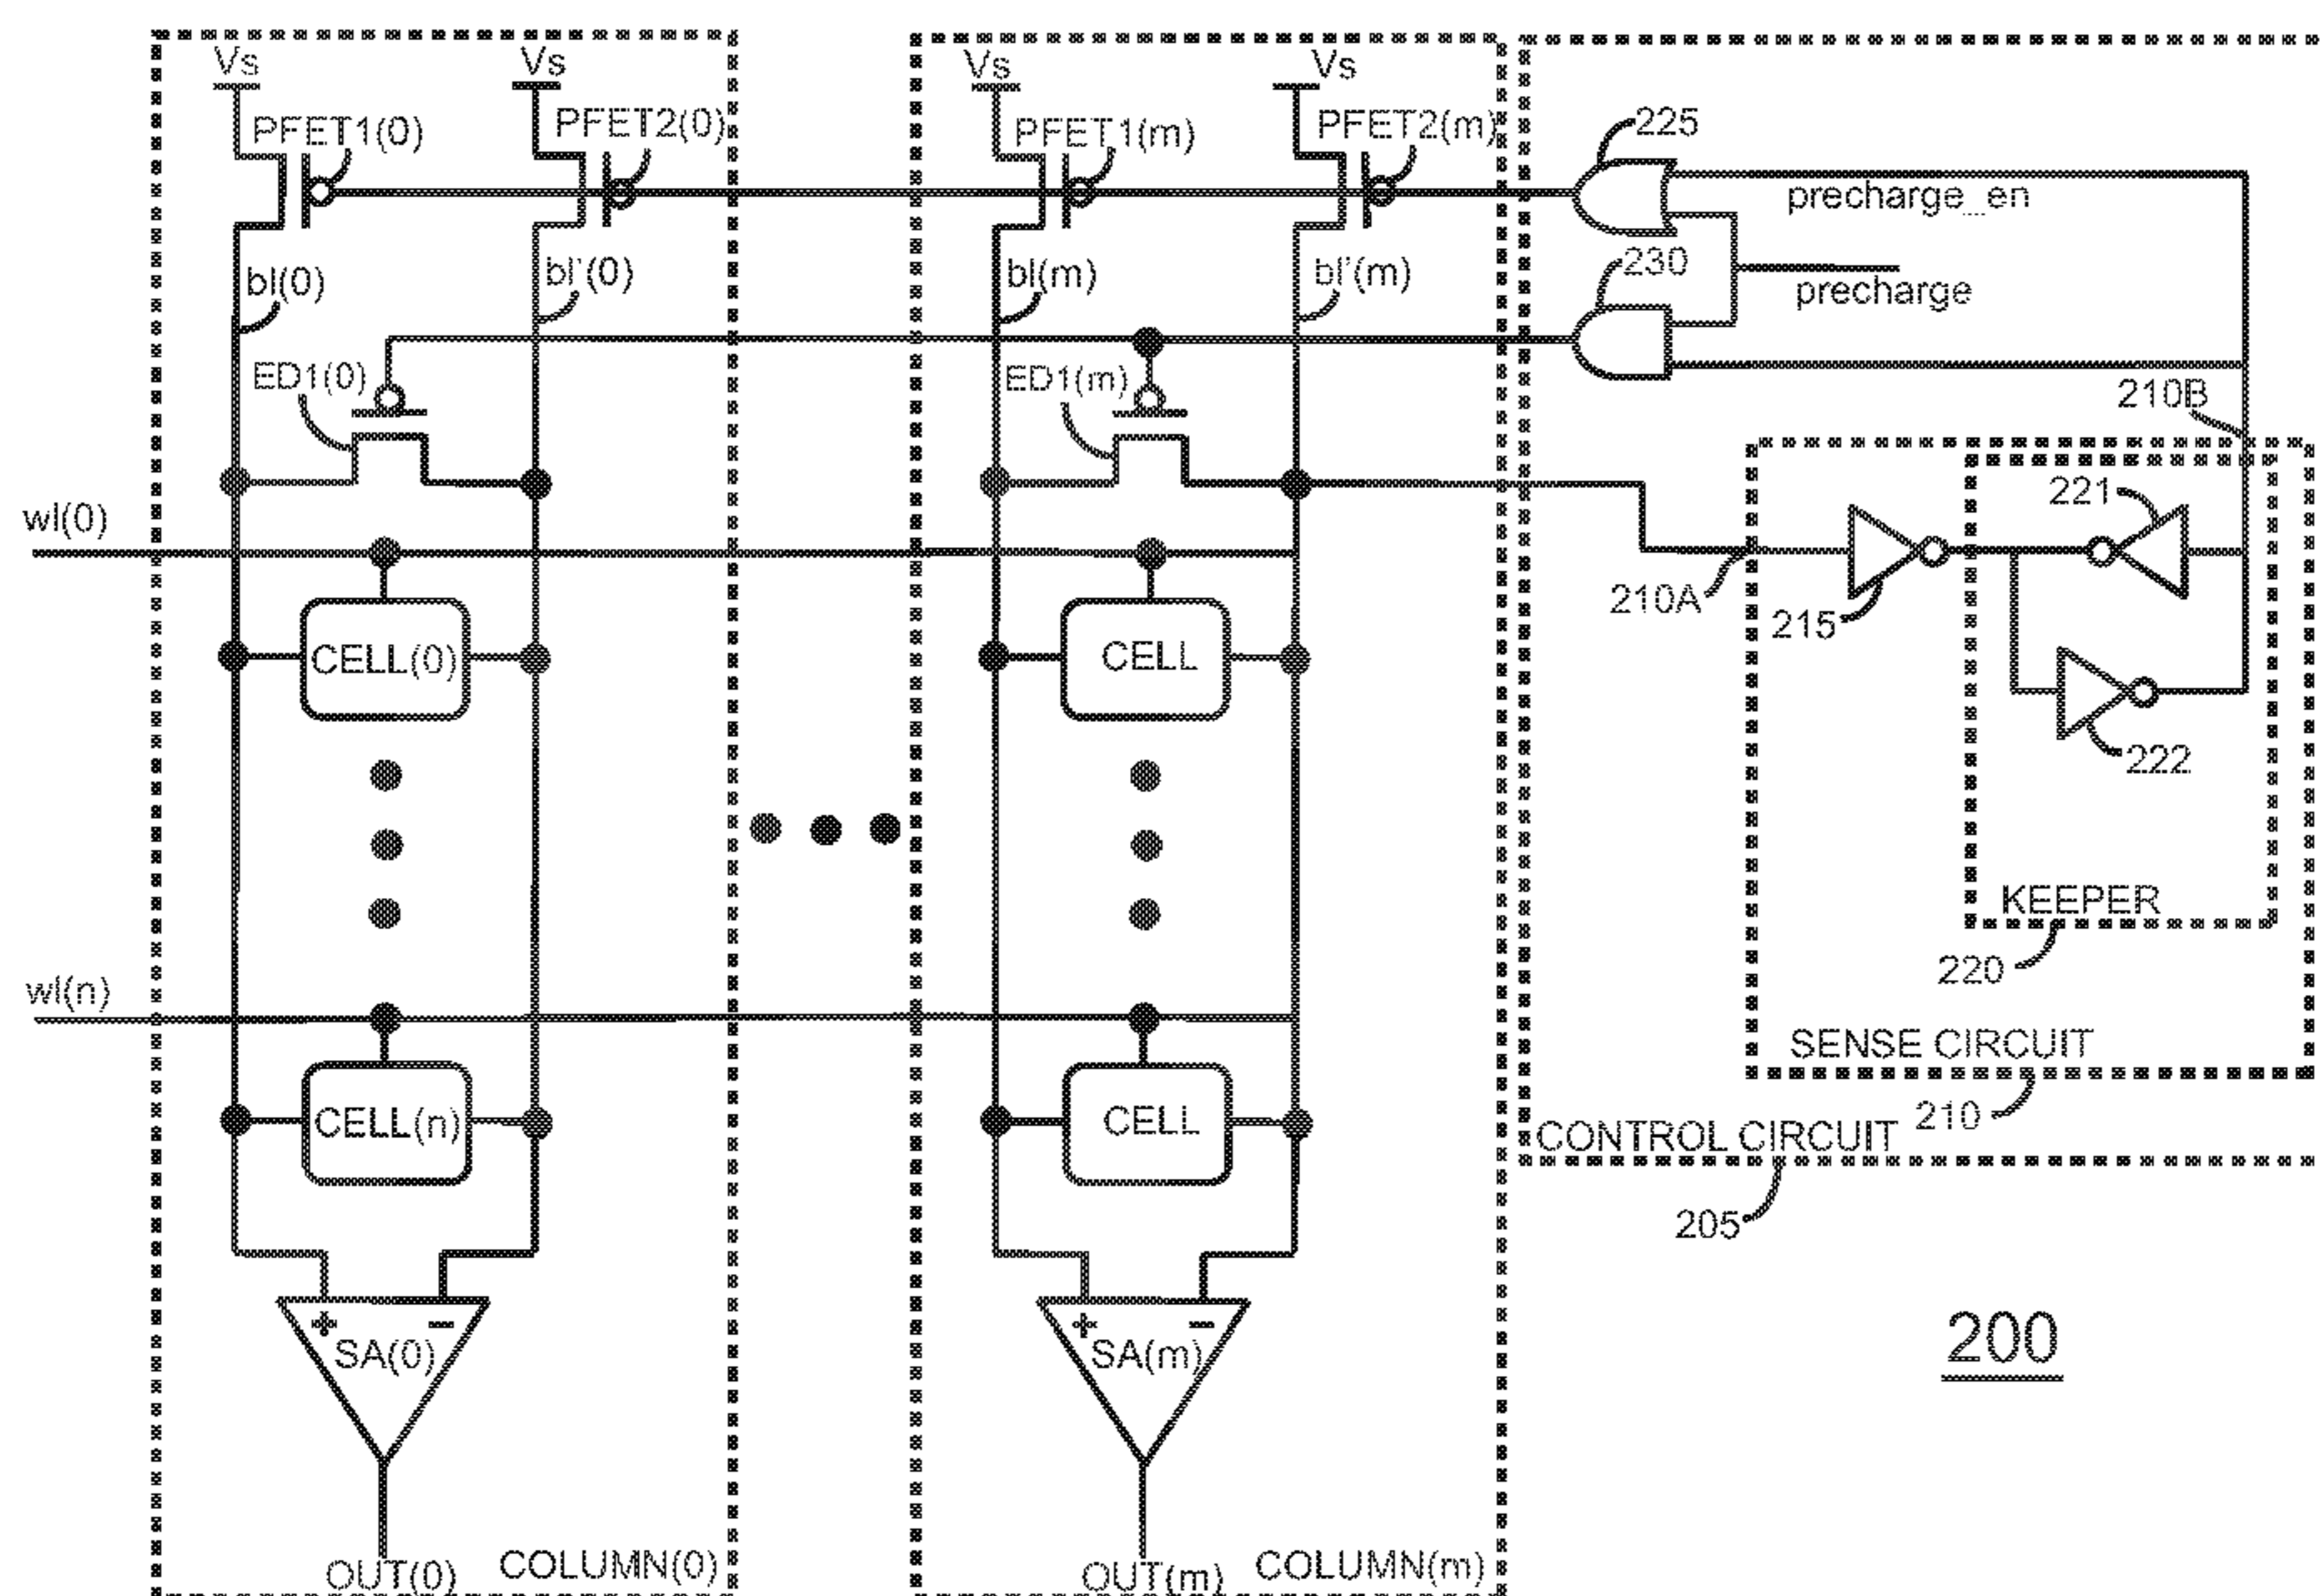 Vs Vs Vs Vs
PFET1(0) PFET2(0) PFET1(m) PFET2(m) 225
precharge_en
bl(0) bl'(0) bl(m) bl'(m) 230
precharge
ED1(0) ED1(m) 210B
wl(0) 221
210A 215
CELL(0) CELL
222
KEEPER
220
wl(n)
SENSE CIRCUIT
210
CELL(n) CELL
CONTROL CIRCUIT
205
+ − + −
SA(0) SA(m)
200
OUT(0) COLUMN(0) OUT(m) COLUMN(m)